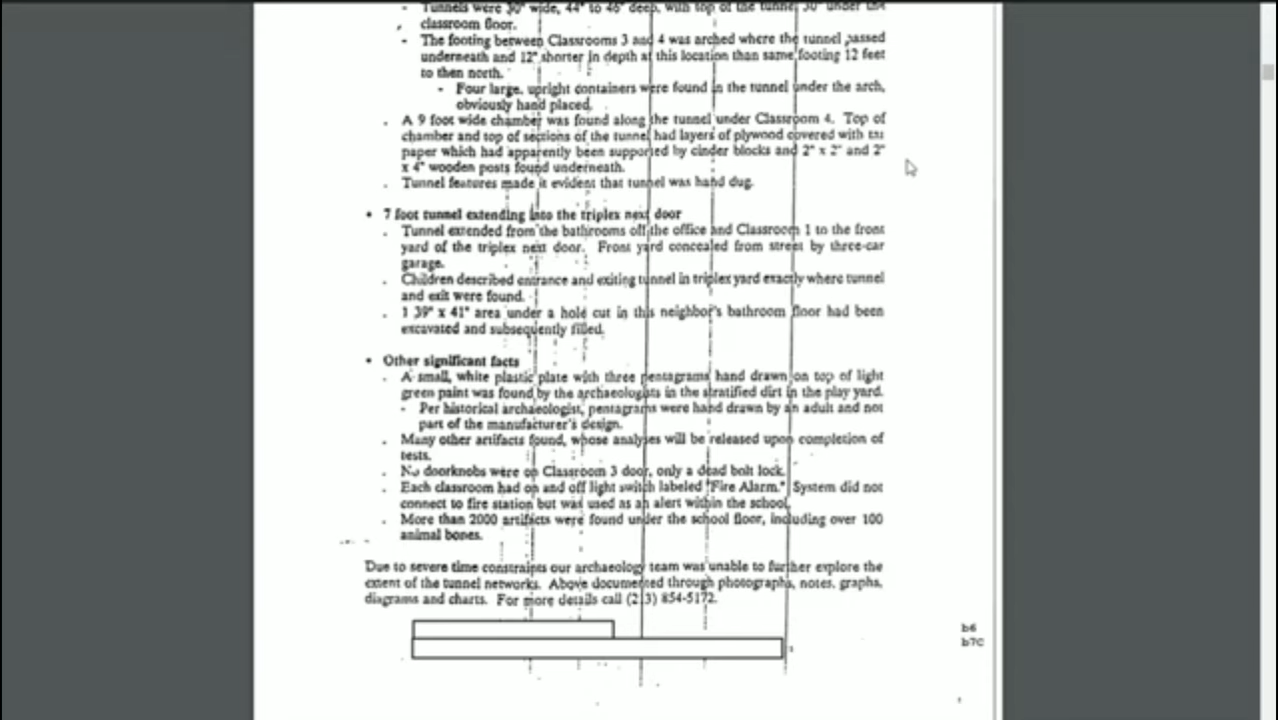 - Tunnels were 30" wide, 44" to 46" deep, with top of the tunnel 30" under the
classroom floor.
- The footing between Classrooms 3 and 4 was arched where the tunnel passed
underneath and 12" shorter in depth at this location than same footing 12 feet
to then north.
- Four large, upright containers were found in the tunnel under the arch,
obviously hand placed.
. A 9 foot wide chamber was found along the tunnel under Classroom 4. Top of
chamber and top of sections of the tunnel had layers of plywood covered with tar
paper which had apparently been supported by cinder blocks and 2" x 2" and 2"
x 4" wooden posts found underneath.
. Tunnel features made it evident that tunnel was hand dug.
• 7 foot tunnel extending into the triplex next door
. Tunnel extended from the bathrooms off the office and Classroom 1 to the front
yard of the triplex next door. Front yard concealed from street by three-car
garage.
. Children described entrance and exiting tunnel in triplex yard exactly where tunnel
and exit were found.
. 1 39" x 41" area under a hole cut in this neighbor's bathroom floor had been
excavated and subsequently filled.
• Other significant facts
. A small, white plastic plate with three pentagrams hand drawn on top of light
green paint was found by the archaeologists in the stratified dirt in the play yard.
- Per historical archaeologist, pentagrams were hand drawn by an adult and not
part of the manufacturer's design.
. Many other artifacts found, whose analyses will be released upon completion of
tests.
. No doorknobs were on Classroom 3 door, only a dead bolt lock.
. Each classroom had on and off light switch labeled "Fire Alarm." System did not
connect to fire station but was used as an alert within the school.
. More than 2000 artifacts were found under the school floor, including over 100
animal bones.
Due to severe time constraints our archaeology team was unable to further explore the
extent of the tunnel networks. Above documented through photographs, notes, graphs,
diagrams and charts. For more details call (213) 854-5172.
b6
b7C